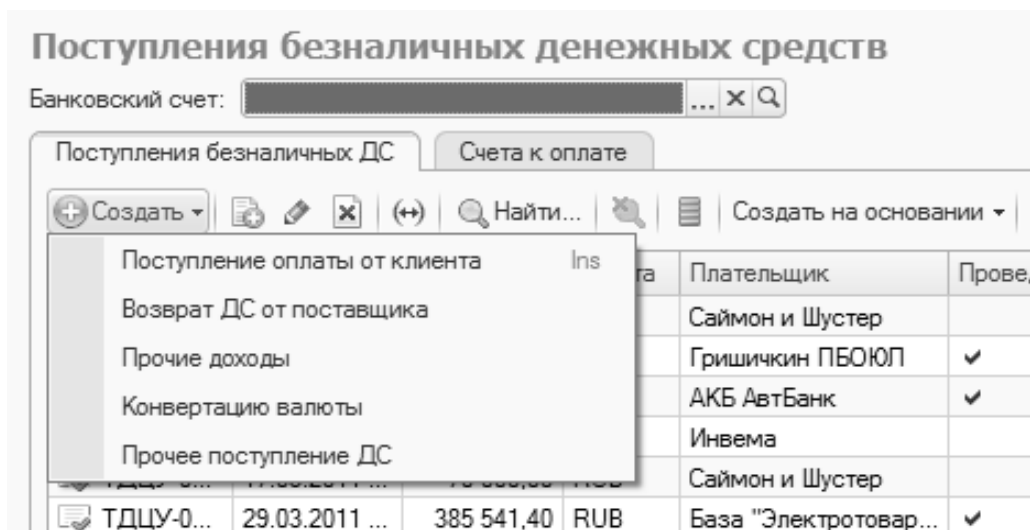 Поступления безналичных денежных средств
Банковский счет: ...
Поступления безналичных ДС Счета к оплате
Создать Найти... Создать на основании
Поступление оплаты от клиента Ins
Плательщик Прове
Возврат ДС от поставщика
Саймон и Шустер
Прочие доходы
Гришичкин ПБОЮЛ
Конвертацию валюты
АКБ АвтБанк
Инвема
Прочее поступление ДС
Саймон и Шустер
ТДЦУ-0... 29.03.2011 ... 385 541,40 RUB База "Электротовар...